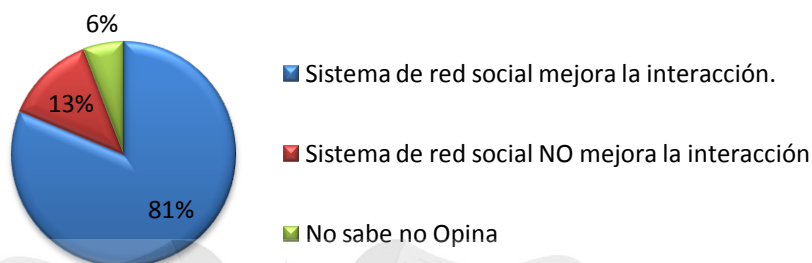 6%
Sistema de red social mejora la interacción.
13%
Sistema de red social NO mejora la interacción
81%
No sabe no Opina